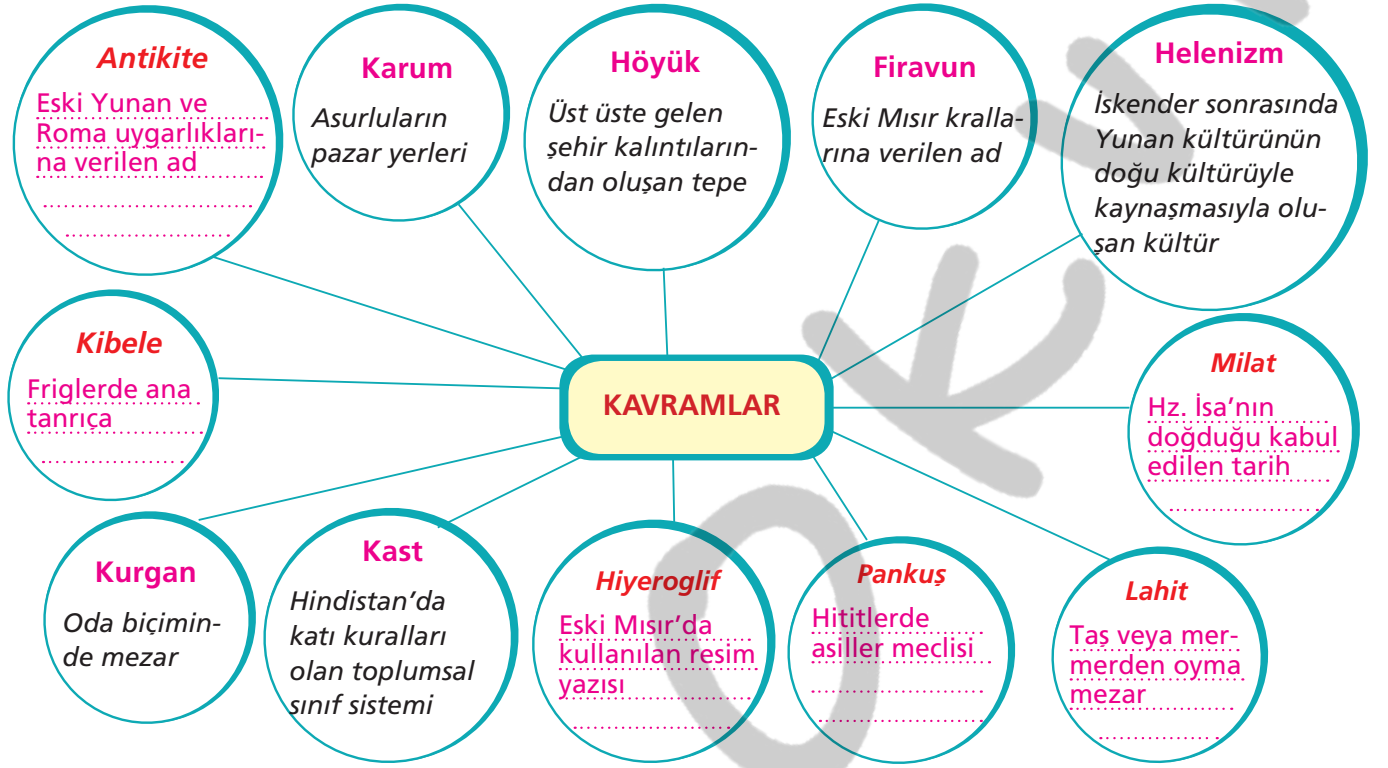 Antikite
Eski Yunan ve
Roma uygarlıkları-
na verilen ad
Karum
Asurluların
pazar yerleri
Höyük
Üst üste gelen
şehir kalıntıların-
dan oluşan tepe
Firavun
Eski Mısır kralla-
rına verilen ad
Helenizm
İskender sonrasında
Yunan kültürünün
doğu kültürüyle
kaynaşmasıyla olu-
şan kültür
Kibele
Friglerde ana
tanrıça
KAVRAMLAR
Milat
Hz. İsa’nın
doğduğu kabul
edilen tarih
Kurgan
Oda biçimin-
de mezar
Kast
Hindistan’da
katı kuralları
olan toplumsal
sınıf sistemi
Hiyeroglif
Eski Mısır’da
kullanılan resim
yazısı
Pankuş
Hititlerde
asiller meclisi
Lahit
Taş veya mer-
merden oyma
mezar